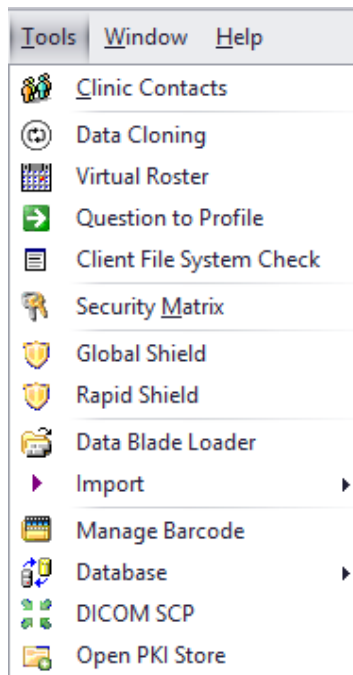 Tools Window Help
Clinic Contacts
Data Cloning
Virtual Roster
Question to Profile
Client File System Check
Security Matrix
Global Shield
Rapid Shield
Data Blade Loader
Import
Manage Barcode
Database
DICOM SCP
Open PKI Store